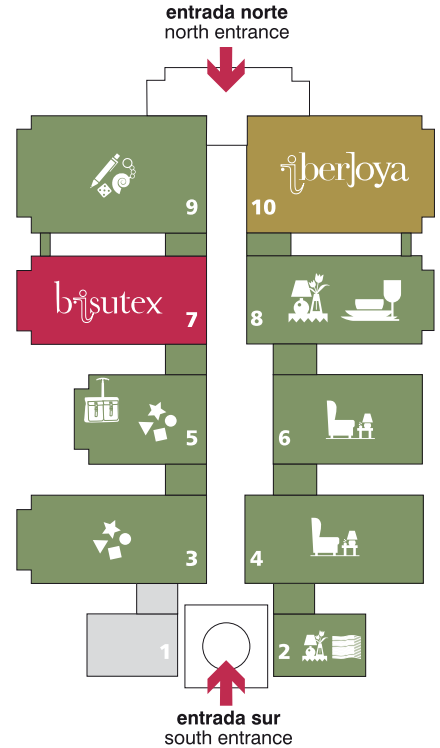 entrada norte
north entrance
9
iberjoya
10
bisutex
7
8
5
6
3
4
1
2
entrada sur
south entrance